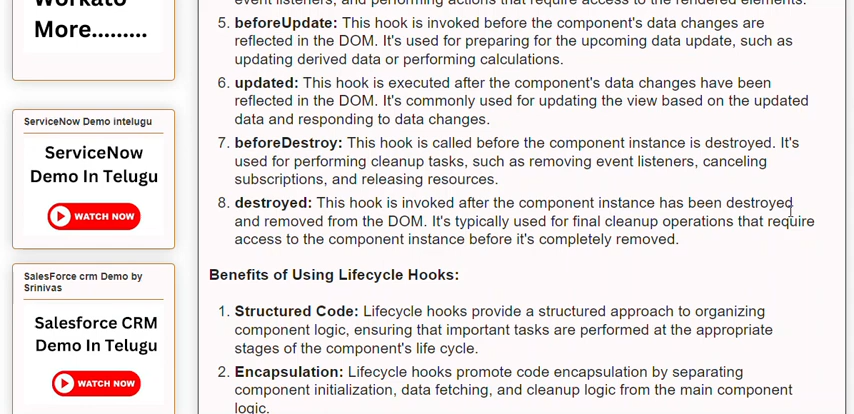 Workato
More.........
ServiceNow Demo intelugu
ServiceNow
Demo In Telugu
WATCH NOW
SalesForce crm Demo by
Srinivas
Salesforce CRM
Demo In Telugu
WATCH NOW
event listeners, and performing actions that require access to the rendered elements.
5. beforeUpdate: This hook is invoked before the component's data changes are
reflected in the DOM. It's used for preparing for the upcoming data update, such as
updating derived data or performing calculations.
6. updated: This hook is executed after the component's data changes have been
reflected in the DOM. It's commonly used for updating the view based on the updated
data and responding to data changes.
7. beforeDestroy: This hook is called before the component instance is destroyed. It's
used for performing cleanup tasks, such as removing event listeners, canceling
subscriptions, and releasing resources.
8. destroyed: This hook is invoked after the component instance has been destroyed
and removed from the DOM. It's typically used for final cleanup operations that require
access to the component instance before it's completely removed.
Benefits of Using Lifecycle Hooks:
1. Structured Code: Lifecycle hooks provide a structured approach to organizing
component logic, ensuring that important tasks are performed at the appropriate
stages of the component's life cycle.
2. Encapsulation: Lifecycle hooks promote code encapsulation by separating
component initialization, data fetching, and cleanup logic from the main component
logic.